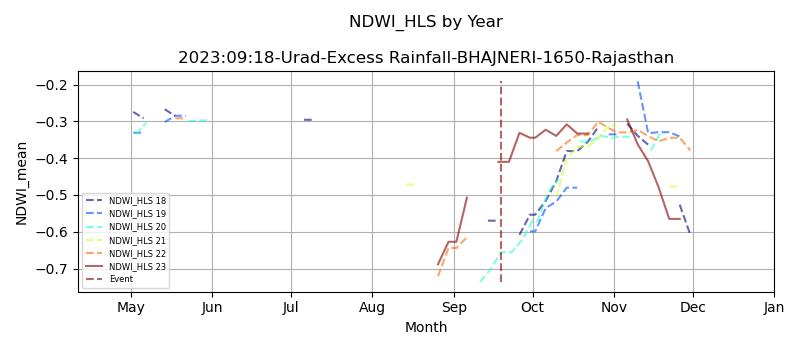 NDWI_HLS by Year
2023:09:18-Urad-Excess Rainfall-BHAJNERI-1650-Rajasthan
NDWI_mean
−0.2
−0.3
−0.4
−0.5
−0.6
−0.7
NDWI_HLS 18
NDWI_HLS 19
NDWI_HLS 20
NDWI_HLS 21
NDWI_HLS 22
NDWI_HLS 23
Event
May Jun Jul Aug Sep Oct Nov Dec Jan
Month